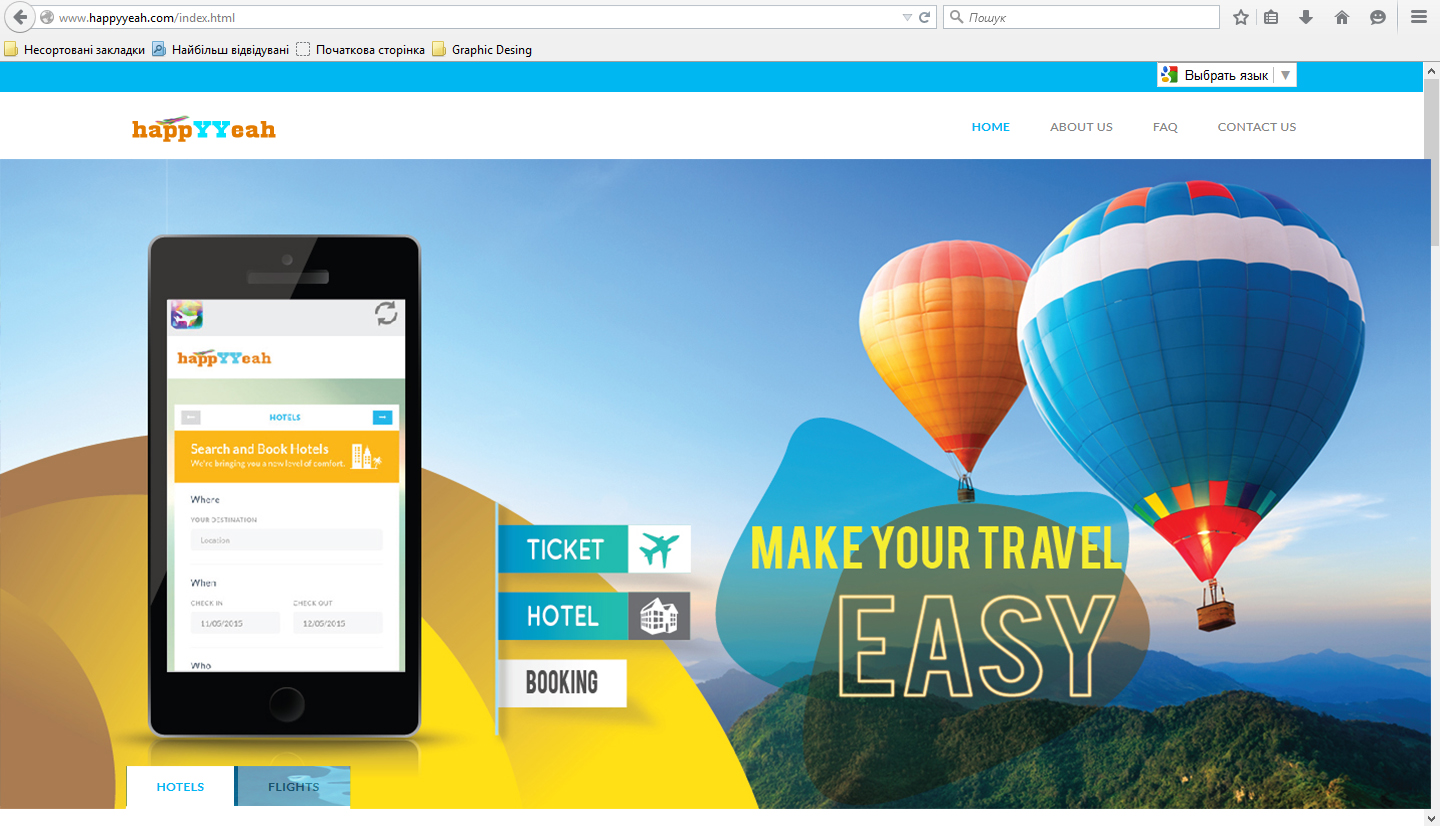 www.happyyeah.com/index.html
Пошук
Несортовані закладки
Найбільш відвідувані
Початкова сторінка
Graphic Desing
Выбрать язык
happYYeah
HOME
ABOUT US
FAQ
CONTACT US
happYYeah
HOTELS
Search and Book Hotels
We're bringing you a new level of comfort.
Where
YOUR DESTINATION
Location
When
CHECK IN
CHECK OUT
11/05/2015
12/05/2015
Who
TICKET
HOTEL
BOOKING
MAKE YOUR TRAVEL
EASY
HOTELS
FLIGHTS